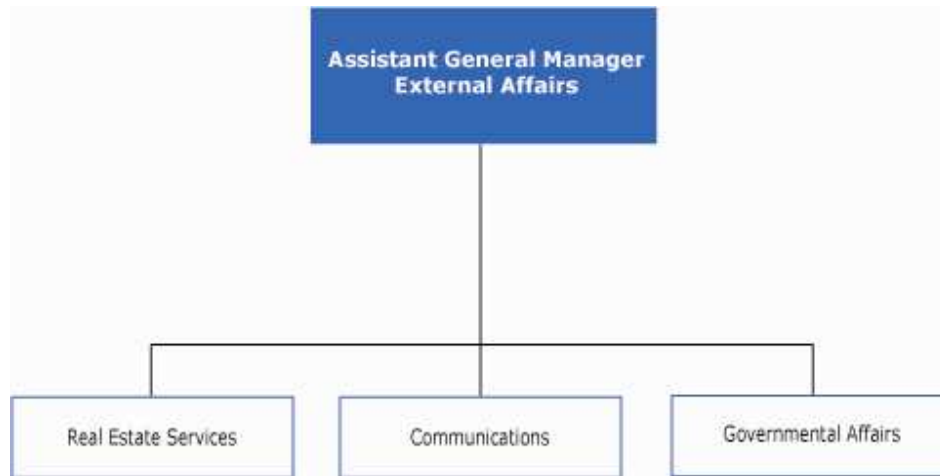 Assistant General Manager
External Affairs
Real Estate Services
Communications
Governmental Affairs